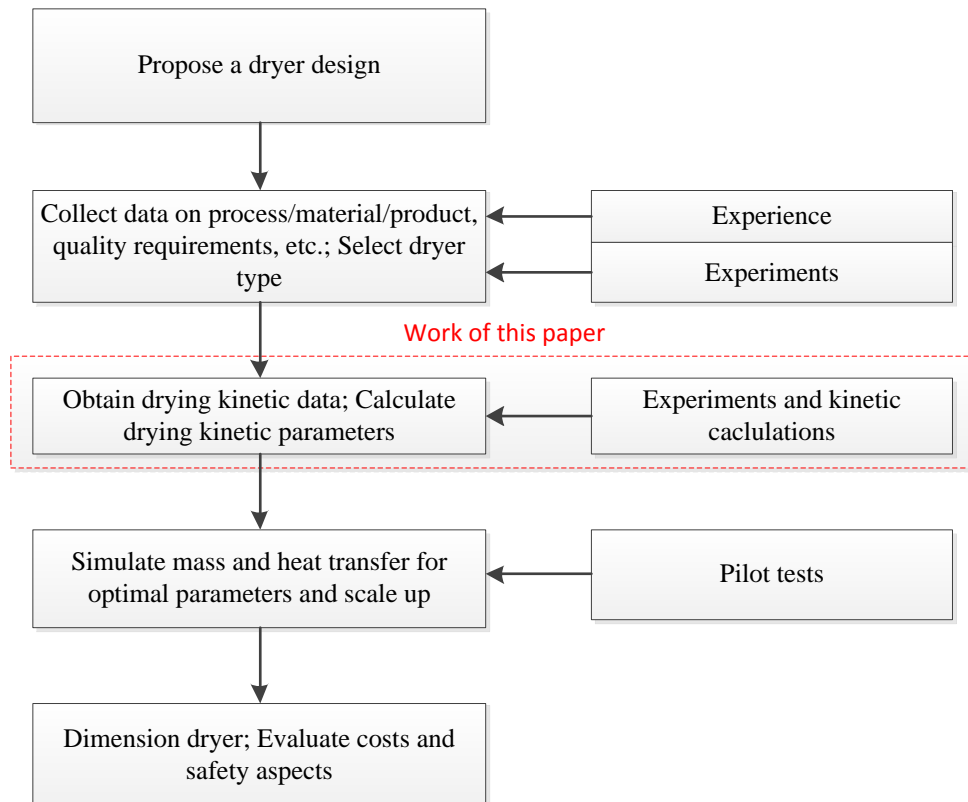 Propose a dryer design
Collect data on process/material/product,
quality requirements, etc.; Select dryer
type
Experience
Experiments
Work of this paper
Obtain drying kinetic data; Calculate
drying kinetic parameters
Experiments and kinetic
caclulations
Simulate mass and heat transfer for
optimal parameters and scale up
Pilot tests
Dimension dryer; Evaluate costs and
safety aspects